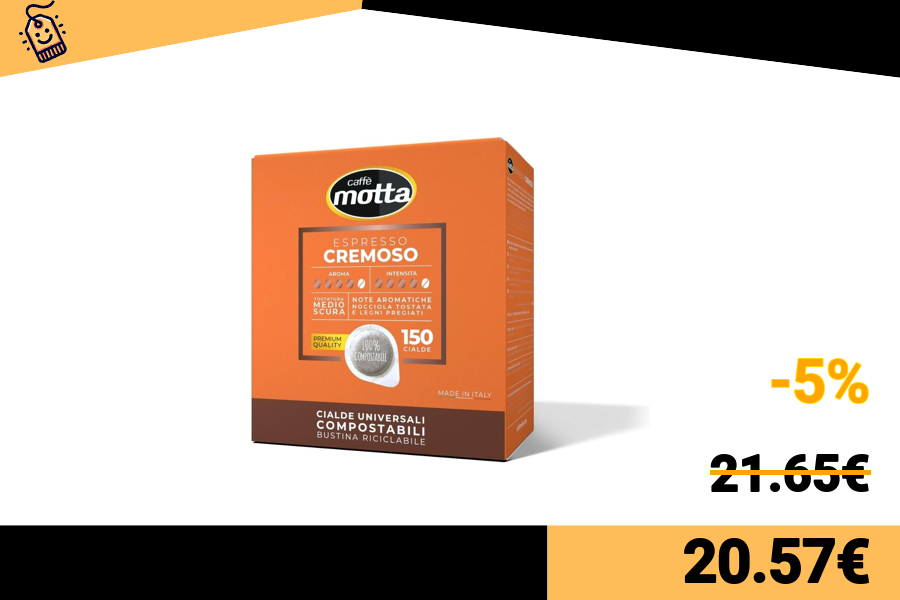 caffè
motta
ESPRESSO
CREMOSO
AROMA
INTENSITÀ
TOSTATURA
MEDIO
SCURA
NOTE AROMATICHE
NOCCIOLA TOSTATA
E LEGNI PREGIATI
PREMIUM
QUALITY
100%
COMPOSTABILE
150
CIALDE
MADE IN ITALY
CIALDE UNIVERSALI
COMPOSTABILI
BUSTINA RICICLABILE
-5%
21.65€
20.57€